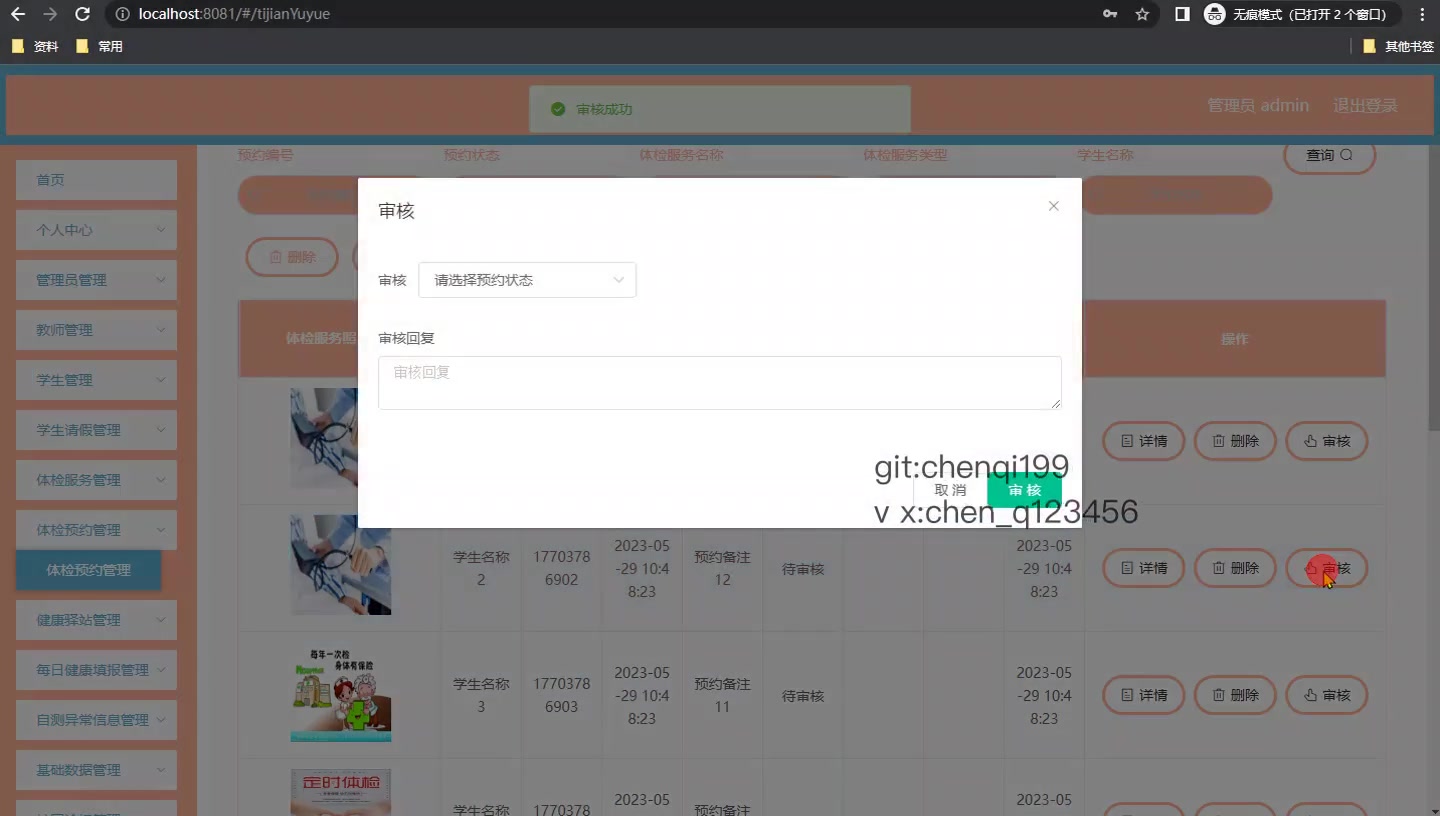 localhost:8081/#/tijianYuyue
无痕模式（已打开 2 个窗口）
资料
常用
其他书签
审核成功
管理员 admin
退出登录
首页
个人中心
管理员管理
教师管理
学生管理
学生请假管理
体检服务管理
体检预约管理
体检预约管理
健康驿站管理
每日健康填报管理
自测异常信息管理
基础数据管理
预约编号
预约状态
体检服务名称
体检服务类型
学生名称
查询
删除
体检服务照
操作
审核
审核
请选择预约状态
审核回复
审核回复
取 消
审 核
git:chenqi199
v x:chen_q123456
详情
删除
审核
学生名称
2
1770378
6902
2023-05
-29 10:4
8:23
预约备注
12
待审核
2023-05
-29 10:4
8:23
详情
删除
审核
每年一次检
身体有保险
学生名称
3
1770378
6903
2023-05
-29 10:4
8:23
预约备注
11
待审核
2023-05
-29 10:4
8:23
详情
删除
审核
定时体检
学生名称
1770378
2023-05
预约备注
2023-05